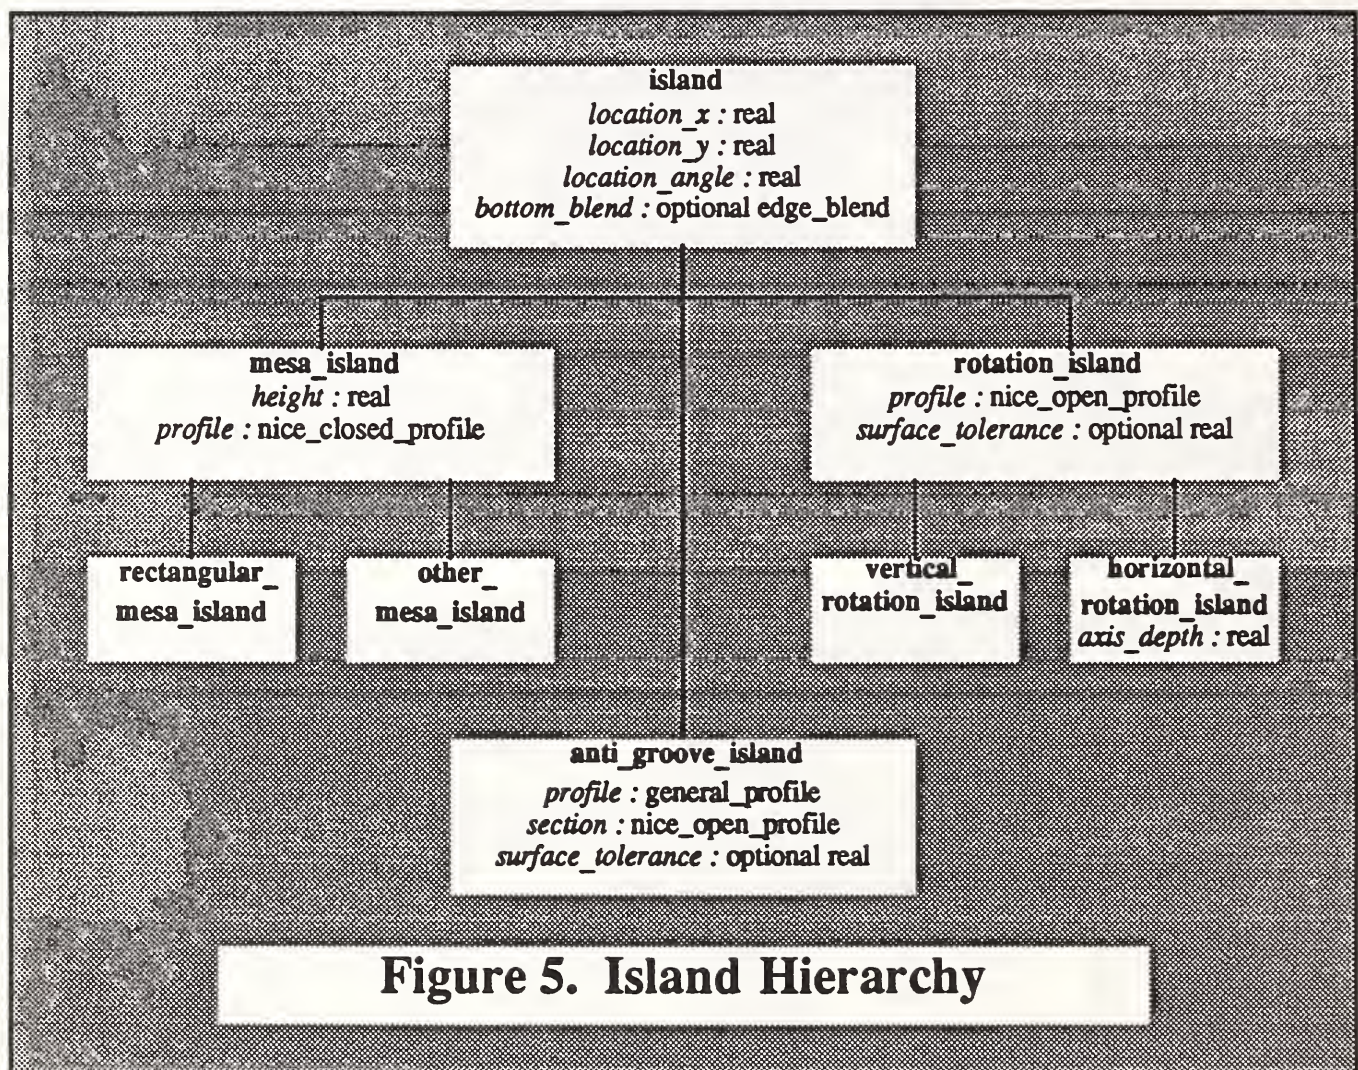 island
location_x : real
location_y : real
location_angle : real
bottom_blend : optional edge_blend
mesa_island
height : real
profile : nice_closed_profile
rotation_island
profile : nice_open_profile
surface_tolerance : optional real
rectangular_
mesa_island
other_
mesa_island
vertical_
rotation_island
horizontal_
rotation_island
axis_depth : real
anti_groove_island
profile : general_profile
section : nice_open_profile
surface_tolerance : optional real
Figure 5. Island Hierarchy